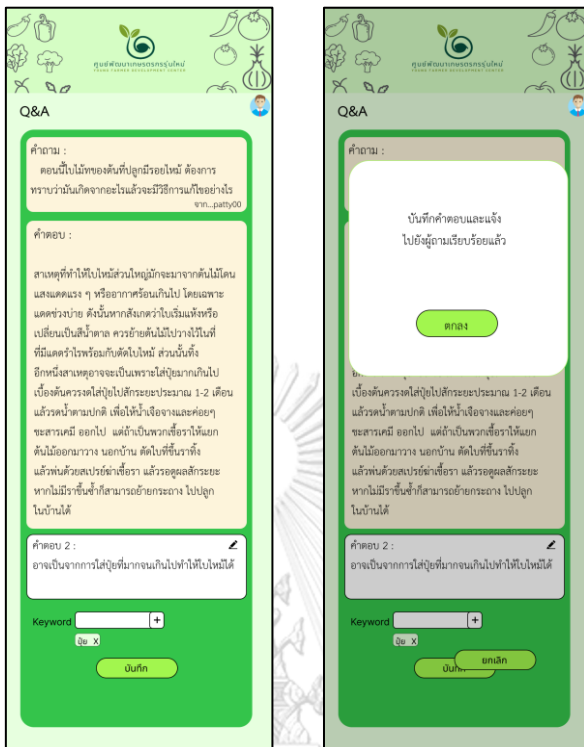 ศูนย์พัฒนาเกษตรกรรุ่นใหม่
YOUNG FARMER DEVELOPMENT CENTER
Q&A
คำถาม :
ตอนนี้ใบไม้ของต้นที่ปลูกมีรอยไหม้ ต้องการ
ทราบว่ามันเกิดจากอะไรแล้วจะมีวิธีการแก้ไขอย่างไร
จาก...patty00
คำตอบ :
สาเหตุที่ทำให้ใบไหม้ส่วนใหญ่มักจะมาจากต้นไม้โดน
แสงแดดแรง ๆ หรืออากาศร้อนเกินไป โดยเฉพาะ
แดดช่วงบ่าย ดังนั้นหากสังเกตว่าใบเริ่มแห้งหรือ
เปลี่ยนเป็นสีน้ำตาล ควรย้ายต้นไม้ไปวางไว้ในที่
ที่มีแดดรำไรพร้อมกับตัดใบไหม้ ส่วนนั้นทิ้ง
อีกหนึ่งสาเหตุอาจจะเป็นเพราะใส่ปุ๋ยมากเกินไป
เบื้องต้นควรงดใส่ปุ๋ยไปสักระยะประมาณ 1-2 เดือน
แล้วรดน้ำตามปกติ เพื่อให้น้ำเจือจางและค่อยๆ
ชะสารเคมี ออกไป แต่ถ้าเป็นพวกเชื้อราให้แยก
ต้นไม้ออกมาวาง นอกบ้าน ตัดใบที่ขึ้นราทิ้ง
แล้วพ่นด้วยสเปรย์ฆ่าเชื้อรา แล้วรอดูผลสักระยะ
หากไม่มีราขึ้นซ้ำก็สามารถย้ายกระถาง ไปปลูก
ในบ้านได้
คำตอบ 2 :
อาจเป็นจากการใส่ปุ๋ยที่มากจนเกินไปทำให้ใบไหม้ได้
Keyword +
ปุ๋ย X
บันทึก
ศูนย์พัฒนาเกษตรกรรุ่นใหม่
YOUNG FARMER DEVELOPMENT CENTER
Q&A
คำถาม :
บันทึกคำตอบและแจ้ง
ไปยังผู้ถามเรียบร้อยแล้ว
ตกลง
เบื้องต้นควรงดใส่ปุ๋ยไปสักระยะประมาณ 1-2 เดือน
แล้วรดน้ำตามปกติ เพื่อให้น้ำเจือจางและค่อยๆ
ชะสารเคมี ออกไป แต่ถ้าเป็นพวกเชื้อราให้แยก
ต้นไม้ออกมาวาง นอกบ้าน ตัดใบที่ขึ้นราทิ้ง
แล้วพ่นด้วยสเปรย์ฆ่าเชื้อรา แล้วรอดูผลสักระยะ
หากไม่มีราขึ้นซ้ำก็สามารถย้ายกระถาง ไปปลูก
ในบ้านได้
คำตอบ 2 :
อาจเป็นจากการใส่ปุ๋ยที่มากจนเกินไปทำให้ใบไหม้ได้
Keyword +
ปุ๋ย X
ยกเลิก